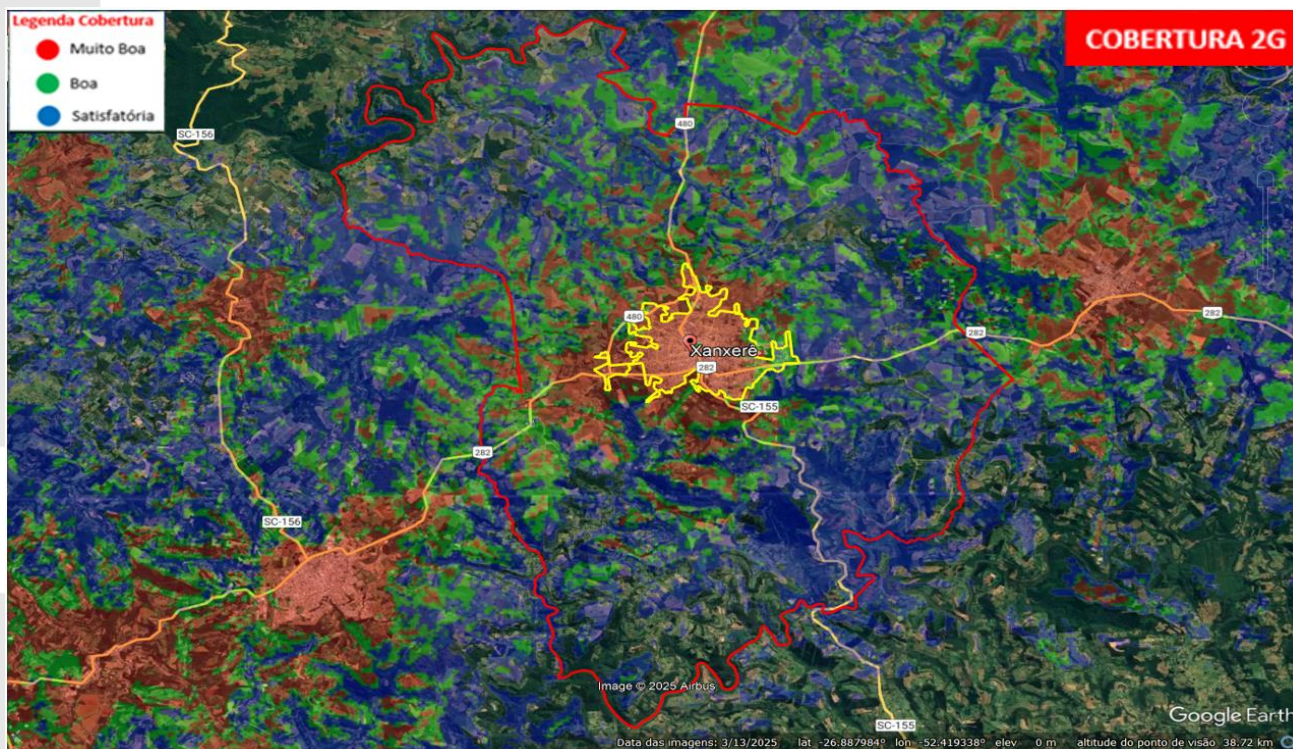 Legenda Cobertura
Muito Boa
Boa
Satisfatória
COBERTURA 2G
SC-156
480
480
Xanxerê
282
282
282
SC-155
282
SC-156
Image © 2025 Airbus
Google Earth
SC-155
Data das imagens: 3/13/2025 lat -26.887984° lon -52.419338° elev 0 m altitude do ponto de visão 38.72 km